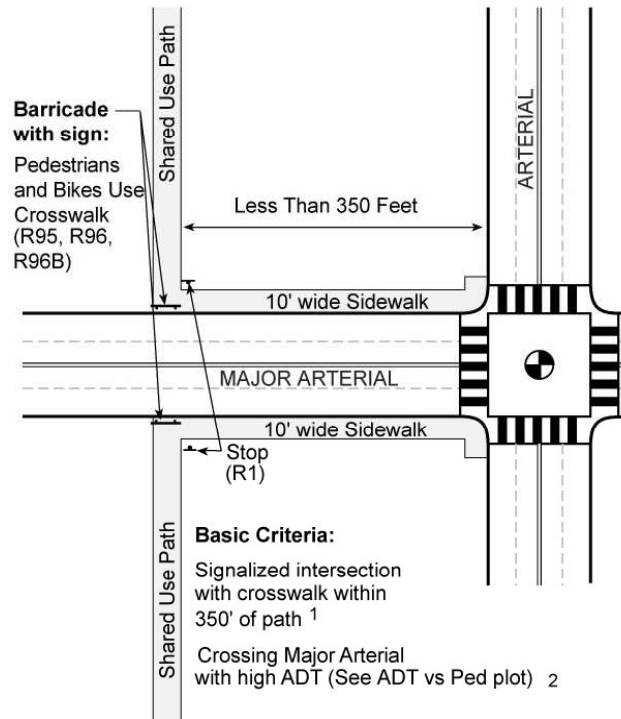 Shared Use Path
Barricade
with sign:
Pedestrians
and Bikes Use
Crosswalk
(R95, R96,
R96B)
ARTERIAL
Less Than 350 Feet
10' wide Sidewalk
MAJOR ARTERIAL
10' wide Sidewalk
Stop
(R1)
Shared Use Path
Basic Criteria:
Signalized intersection
with crosswalk within
350' of path 1
Crossing Major Arterial
with high ADT (See ADT vs Ped plot) 2